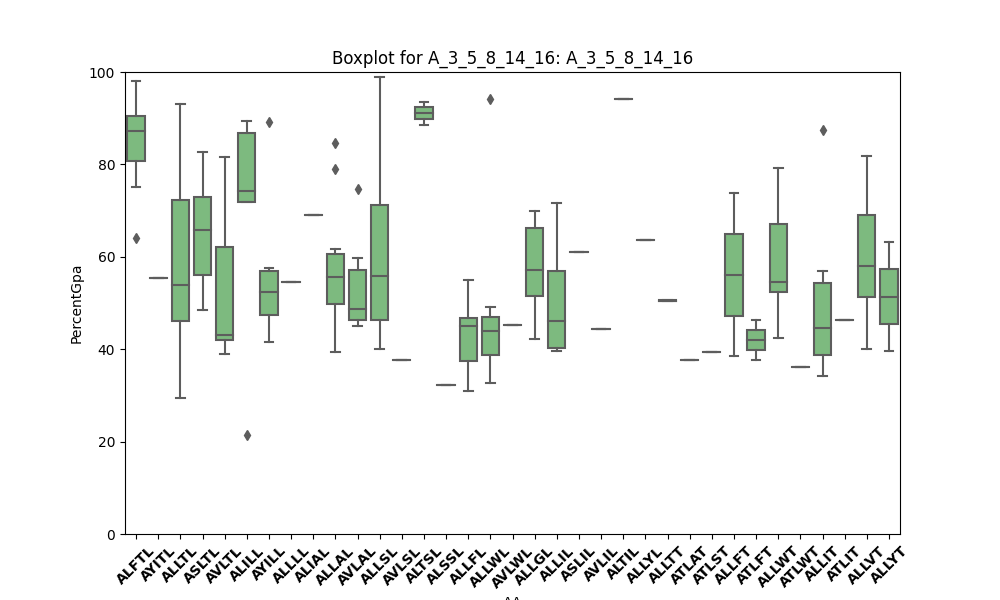 Boxplot for A_3_5_8_14_16: A_3_5_8_14_16
PercentGpa
100
80
60
40
20
0
ALFTL
AYITL
ALLTL
ASLTL
AVLTL
ALILL
AYILL
ALLLL
ALIAL
ALLAL
AVLAL
ALLSL
AVLSL
ALTSL
ALSSL
ALLFL
ALLWL
AVLWL
ALLGL
ALLIL
ASLIL
AVLIL
ALTIL
ALLYL
ALLTT
ATLAT
ATLST
ALLFT
ATLFT
ALLWT
ATLWT
ALLIT
ATLIT
ALLVT
ALLYT